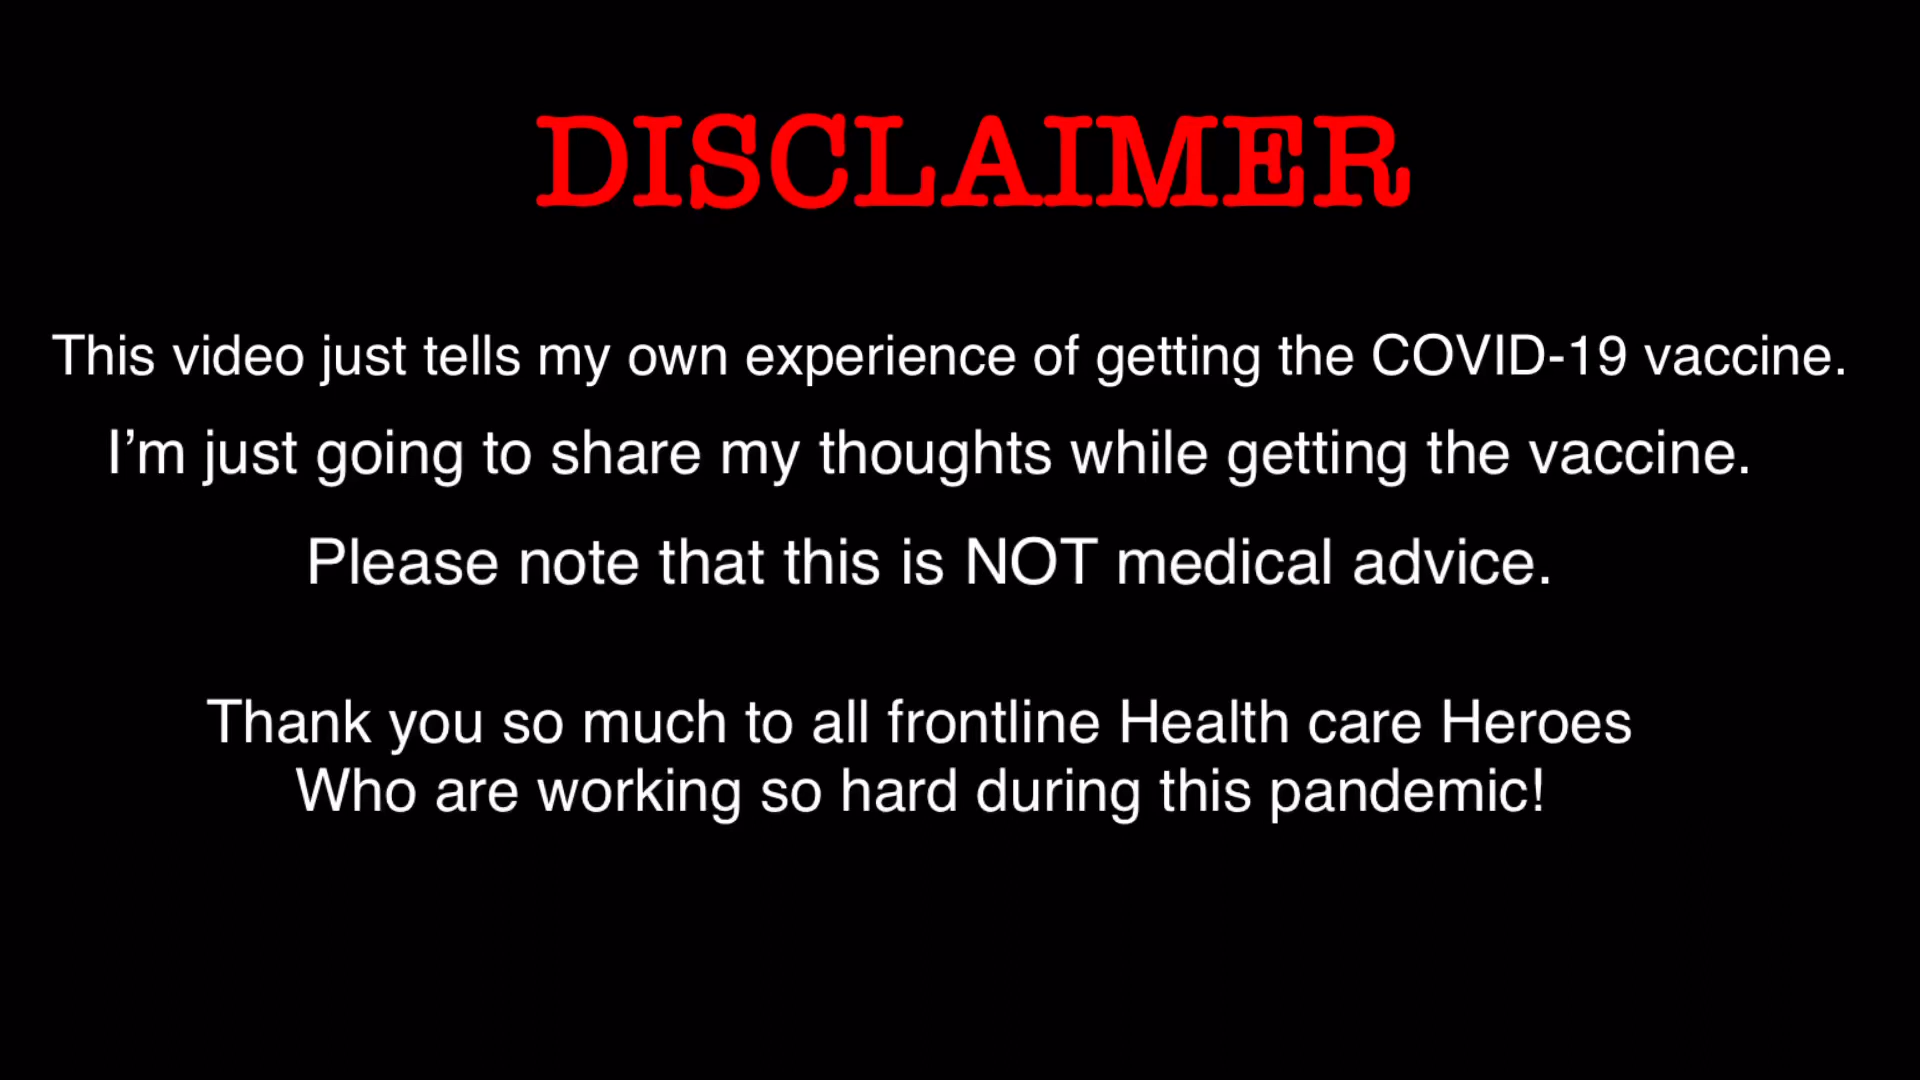 DISCLAIMER
This video just tells my own experience of getting the COVID-19 vaccine.
I’m just going to share my thoughts while getting the vaccine.
Please note that this is NOT medical advice.
Thank you so much to all frontline Health care Heroes
Who are working so hard during this pandemic!